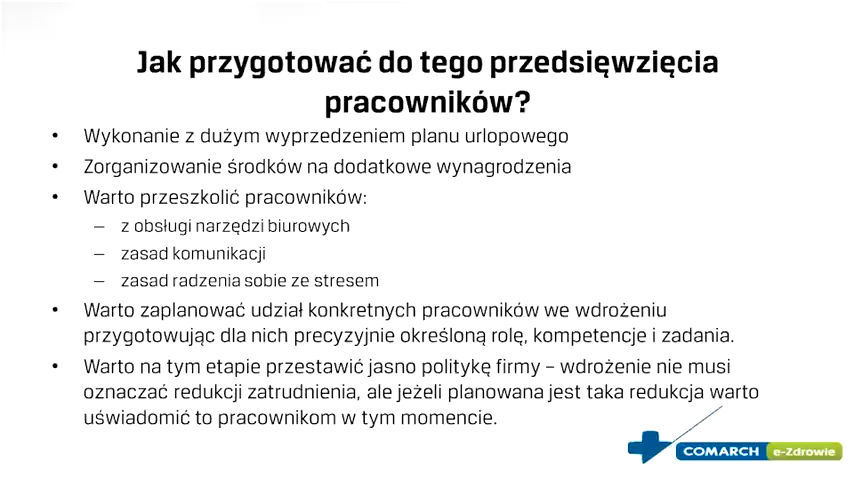 Jak przygotować do tego przedsięwzięcia
pracowników?
• Wykonanie z dużym wyprzedzeniem planu urlopowego
• Zorganizowanie środków na dodatkowe wynagrodzenia
• Warto przeszkolić pracowników:
– z obsługi narzędzi biurowych
– zasad komunikacji
– zasad radzenia sobie ze stresem
• Warto zaplanować udział konkretnych pracowników we wdrożeniu
przygotowując dla nich precyzyjnie określoną rolę, kompetencje i zadania.
• Warto na tym etapie przestawić jasno politykę firmy – wdrożenie nie musi
oznaczać redukcji zatrudnienia, ale jeżeli planowana jest taka redukcja warto
uświadomić to pracownikom w tym momencie.
COMARCH e-Zdrowie